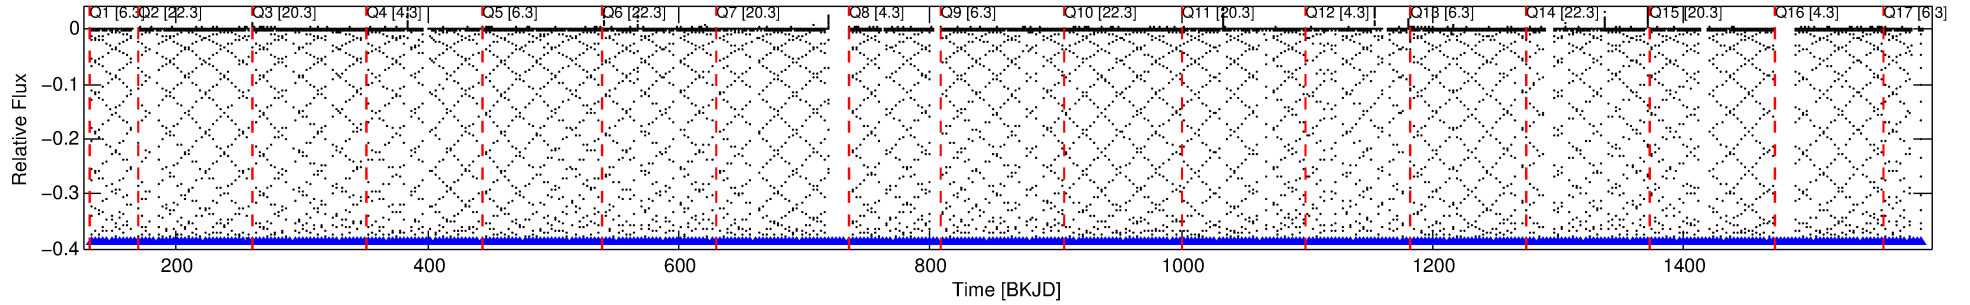 Q1 [6.3] Q2 [22.3] Q3 [20.3] Q4 [4.3] Q5 [6.3] Q6 [22.3] Q7 [20.3] Q8 [4.3] Q9 [6.3] Q10 [22.3] Q11 [20.3] Q12 [4.3] Q13 [6.3] Q14 [22.3] Q15 [20.3] Q16 [4.3] Q17 [6.3]
0
−0.1
−0.2
−0.3
−0.4
Relative Flux
200 400 600 800 1000 1200 1400
Time [BKJD]